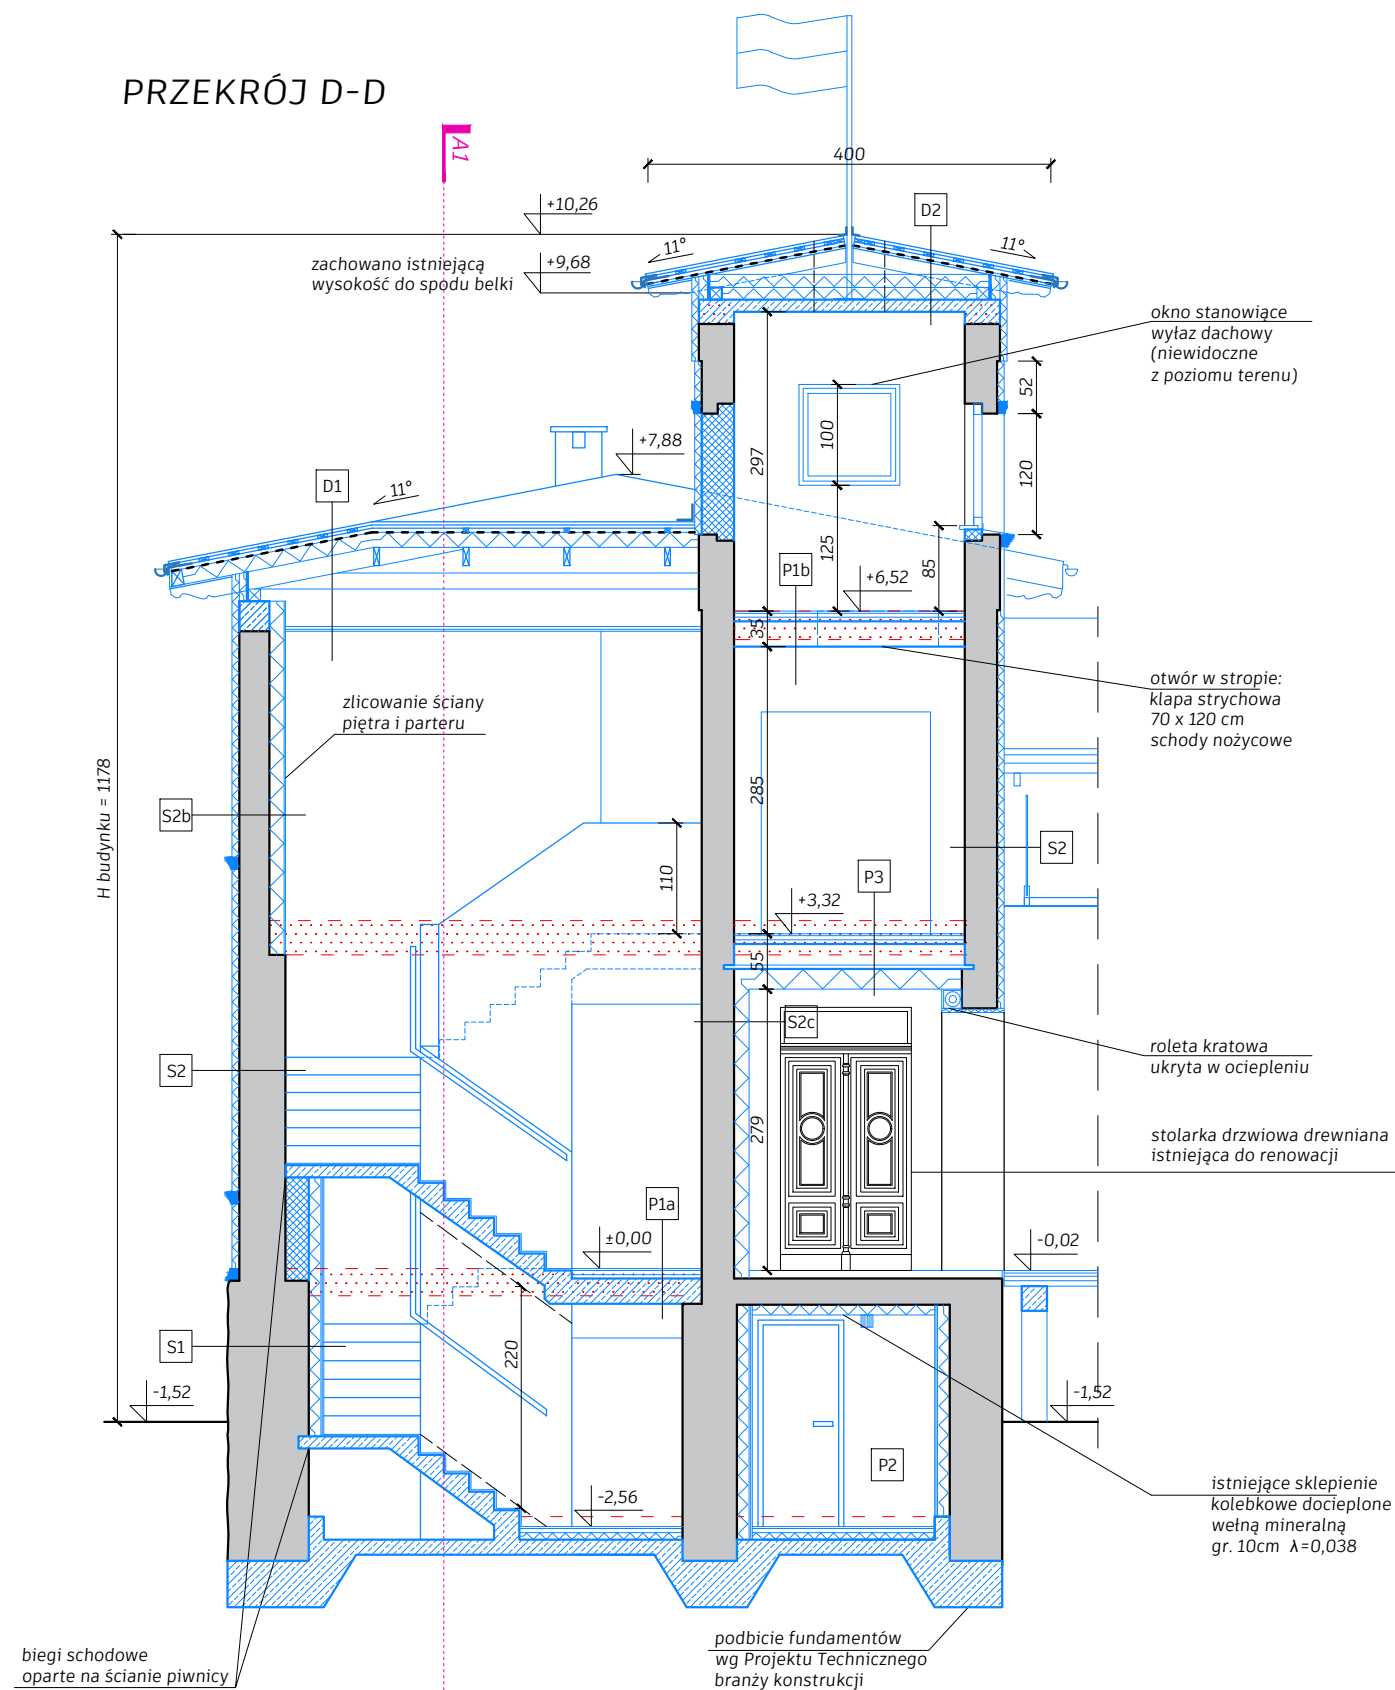 PRZEKRÓJ D-D
A1
400
+10,26
D2
11°
11°
zachowano istniejącą
wysokość do spodu belki
+9,68
okno stanowiące
wyłaz dachowy
(niewidoczne
z poziomu terenu)
52
100
297
120
+7,88
D1
11°
125
85
P1b
+6,52
35
otwór w stropie:
klapa strychowa
70 x 120 cm
schody nożycowe
zlicowanie ściany
piętra i parteru
H budynku = 1178
S2b
285
110
S2
P3
+3,32
55
S2c
roleta kratowa
ukryta w ociepleniu
S2
279
stolarka drzwiowa drewniana
istniejąca do renowacji
P1a
±0,00
-0,02
S1
220
-1,52
-1,52
P2
-2,56
istniejące sklepienie
kolebkowe docieplone
wełną mineralną
gr. 10cm λ=0,038
biegi schodowe
oparte na ścianie piwnicy
podbicie fundamentów
wg Projektu Technicznego
branży konstrukcji